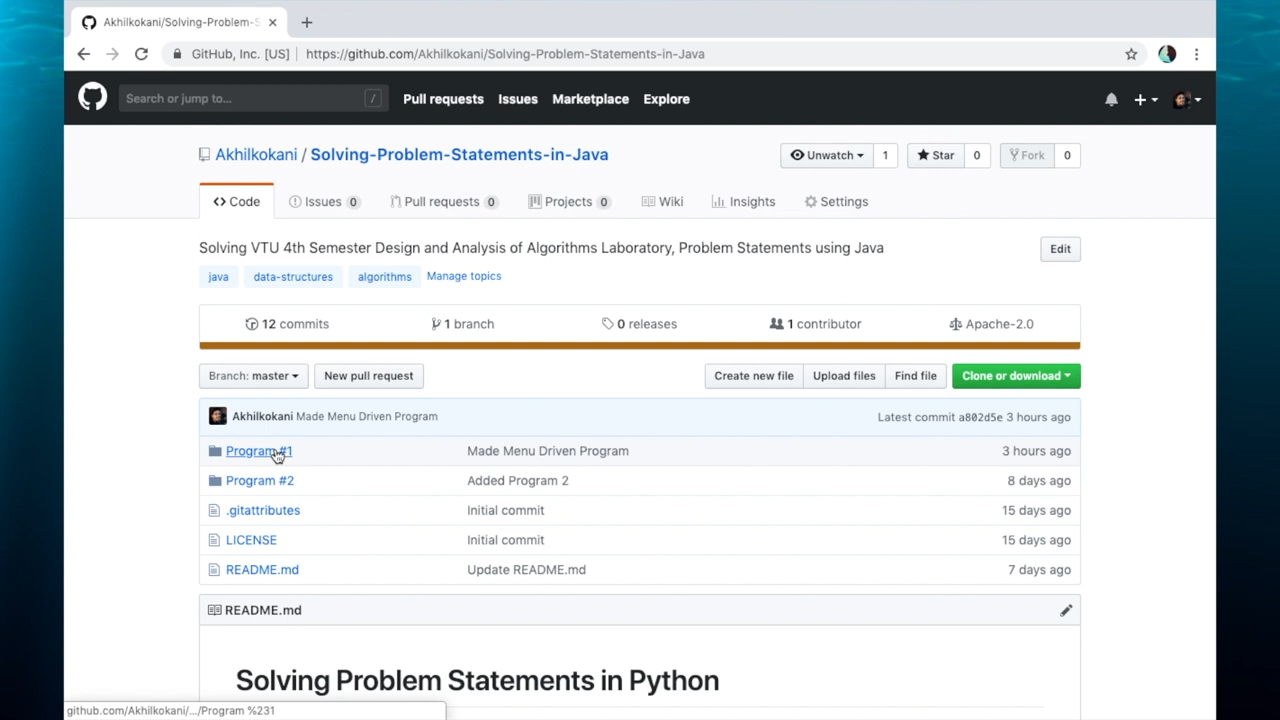 Akhilkokani/Solving-Problem-S
GitHub, Inc. [US] | https://github.com/Akhilkokani/Solving-Problem-Statements-in-Java
Search or jump to... / Pull requests Issues Marketplace Explore
Akhilkokani / Solving-Problem-Statements-in-Java Unwatch 1 Star 0 Fork 0
Code Issues 0 Pull requests 0 Projects 0 Wiki Insights Settings
Solving VTU 4th Semester Design and Analysis of Algorithms Laboratory, Problem Statements using Java Edit
java data-structures algorithms Manage topics
12 commits 1 branch 0 releases 1 contributor Apache-2.0
Branch: master New pull request Create new file Upload files Find file Clone or download
Akhilkokani Made Menu Driven Program Latest commit a802d5e 3 hours ago
Program #1 Made Menu Driven Program 3 hours ago
Program #2 Added Program 2 8 days ago
.gitattributes Initial commit 15 days ago
LICENSE Initial commit 15 days ago
README.md Update README.md 7 days ago
README.md
Solving Problem Statements in Python
github.com/Akhilkokani/.../Program %231